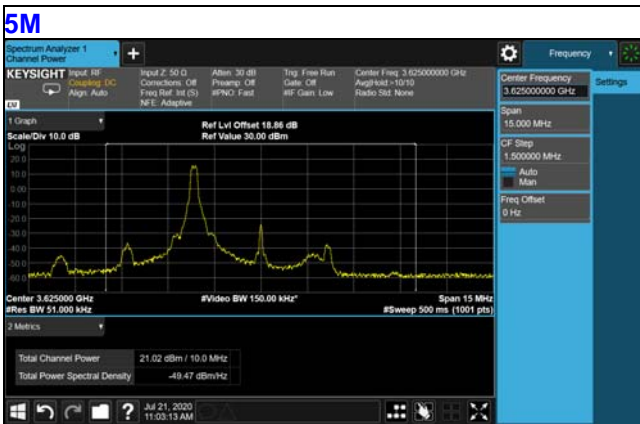 5M
Spectrum Analyzer 1
Channel Power
+
Frequency
KEYSIGHT
Input: RF
Coupling: DC
Align: Auto
Input Z: 50 Ω
Corrections: Off
Freq Ref: Int (S)
NFE: Adaptive
Atten: 30 dB
Preamp: Off
#PNO: Fast
Trig: Free Run
Gate: Off
#IF Gain: Low
Center Freq: 3.625000000 GHz
Avg|Hold:>10/10
Radio Std: None
Center Frequency
3.625000000 GHz
Settings
Span
15.000 MHz
CF Step
1.500000 MHz
Auto
Man
Freq Offset
0 Hz
1 Graph
Scale/Div 10.0 dB
Ref Lvl Offset 18.86 dB
Ref Value 30.00 dBm
Log
20.0
10.0
0.00
-10.0
-20.0
-30.0
-40.0
-50.0
-60.0
Center 3.625000 GHz
#Video BW 150.00 kHz*
Span 15 MHz
#Res BW 51.000 kHz
#Sweep 500 ms (1001 pts)
2 Metrics
Total Channel Power 21.02 dBm / 10.0 MHz
Total Power Spectral Density -49.47 dBm/Hz
?
Jul 21, 2020
11:03:13 AM